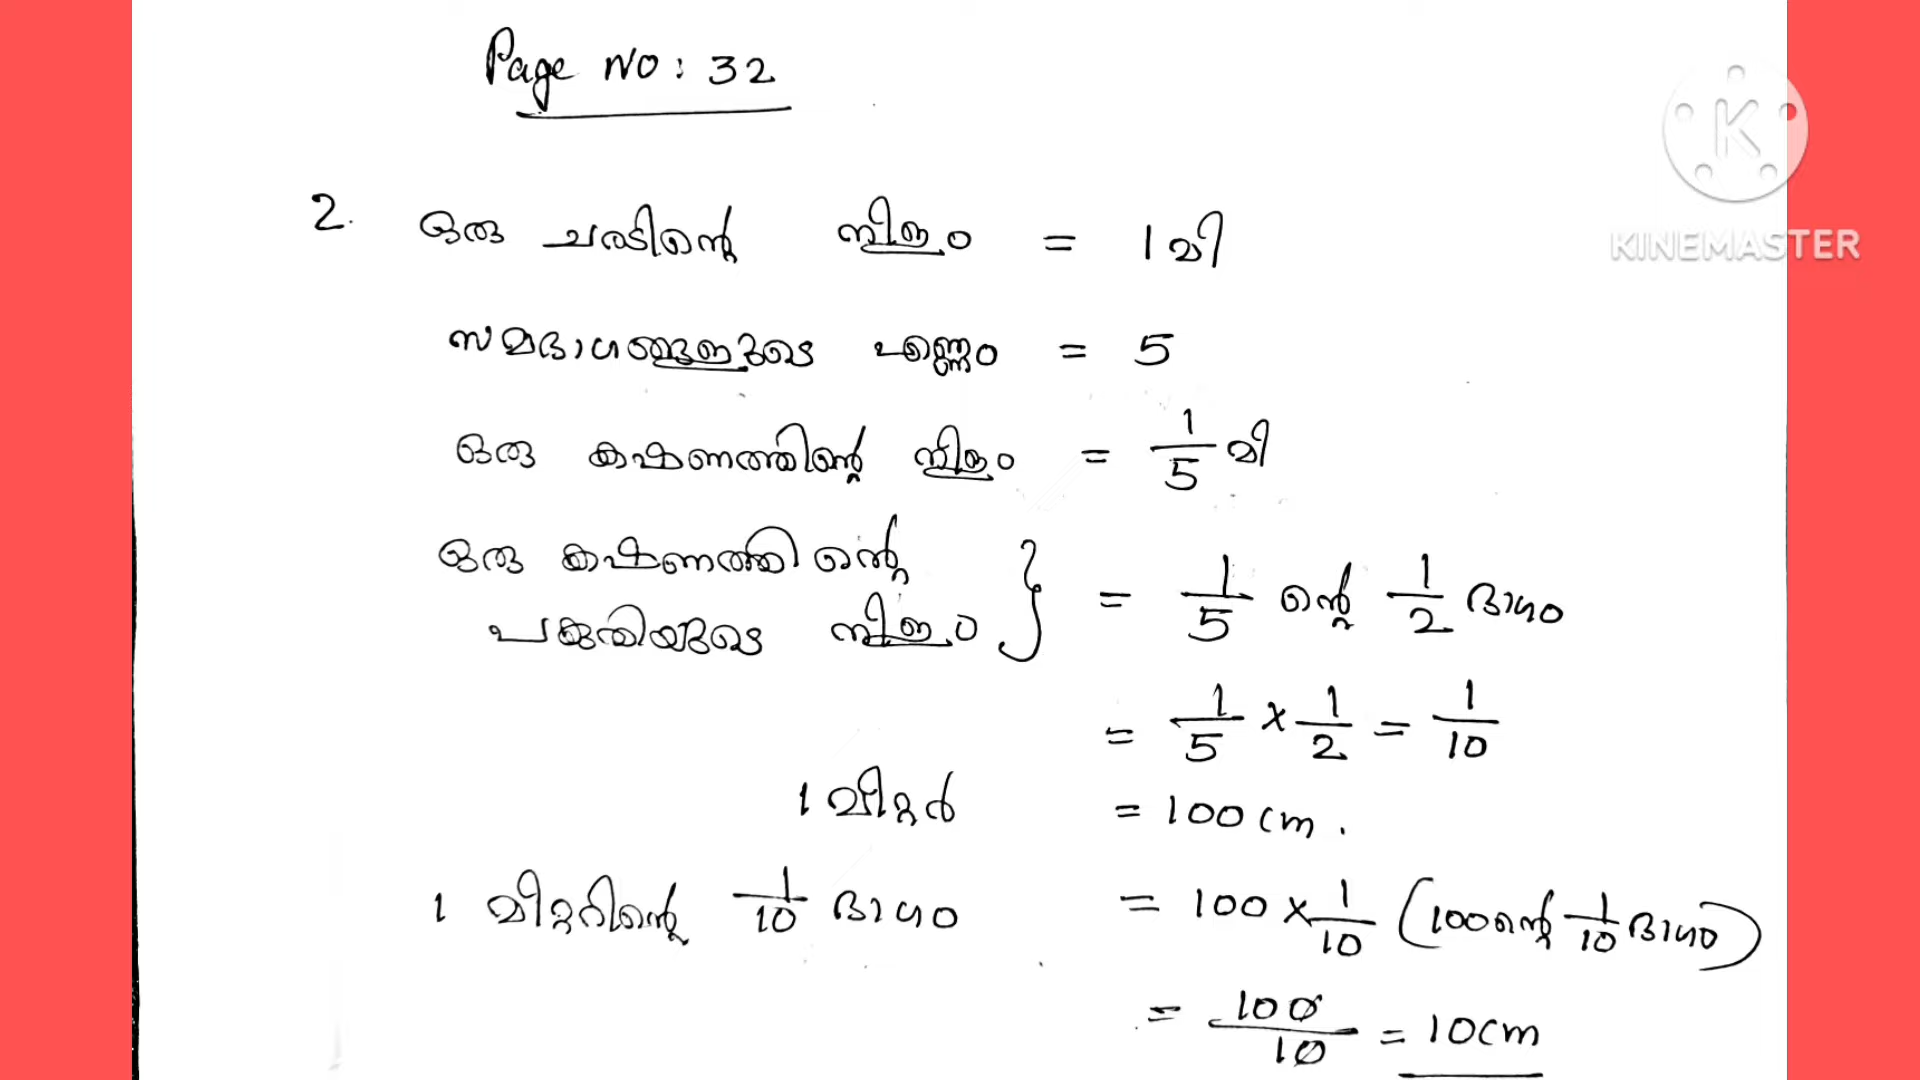 Page No: 32
2. ഒരു ചരടിന്റെ നീളം = 1 മീ
സമഭാഗങ്ങളുടെ എണ്ണം = 5
ഒരു കഷണത്തിന്റെ നീളം = 1/5 മീ
ഒരു കഷണത്തിന്റെ
പകുതിയുടെ നീളം } = 1/5 ന്റെ 1/2 ഭാഗം
= 1/5 × 1/2 = 1/10
1 മീറ്റർ = 100 cm.
1 മീറ്ററിന്റെ 1/10 ഭാഗം = 100 × 1/10 (100ന്റെ 1/10 ഭാഗം)
= 100/10 = 10cm
K
KINEMASTER